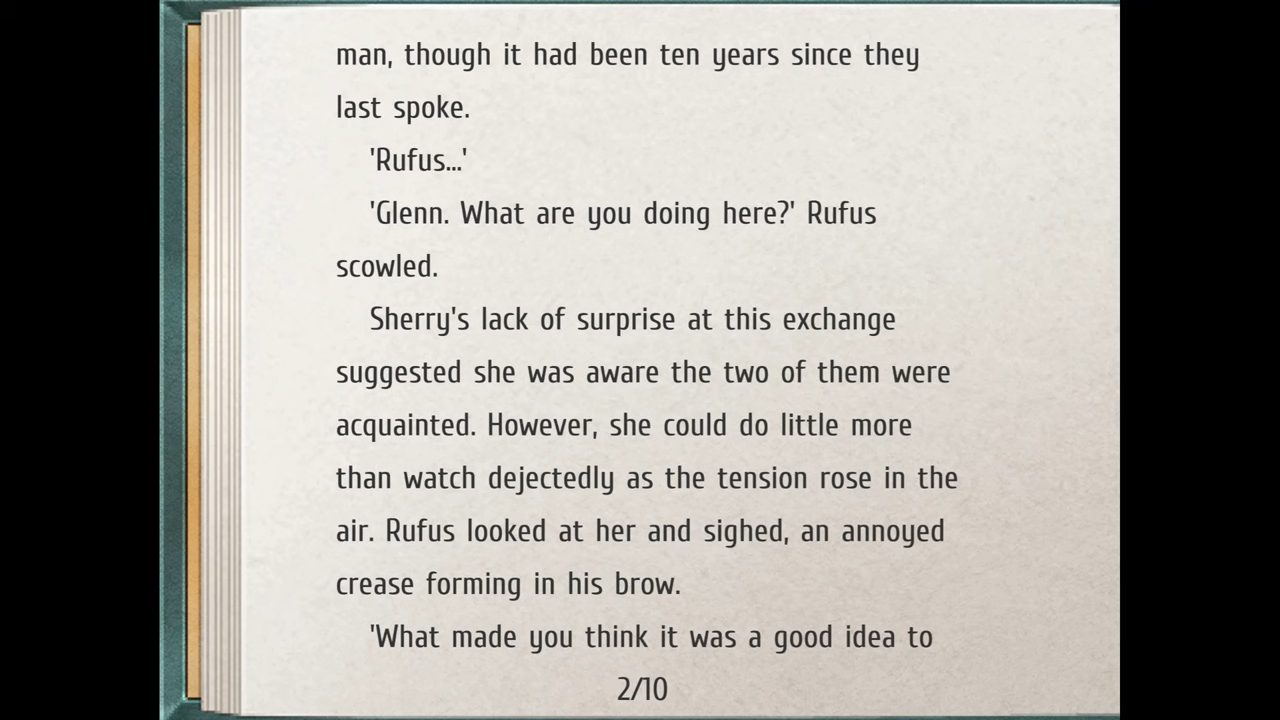 man, though it had been ten years since they
last spoke.
'Rufus...'
'Glenn. What are you doing here?' Rufus
scowled.
Sherry's lack of surprise at this exchange
suggested she was aware the two of them were
acquainted. However, she could do little more
than watch dejectedly as the tension rose in the
air. Rufus looked at her and sighed, an annoyed
crease forming in his brow.
'What made you think it was a good idea to
2/10